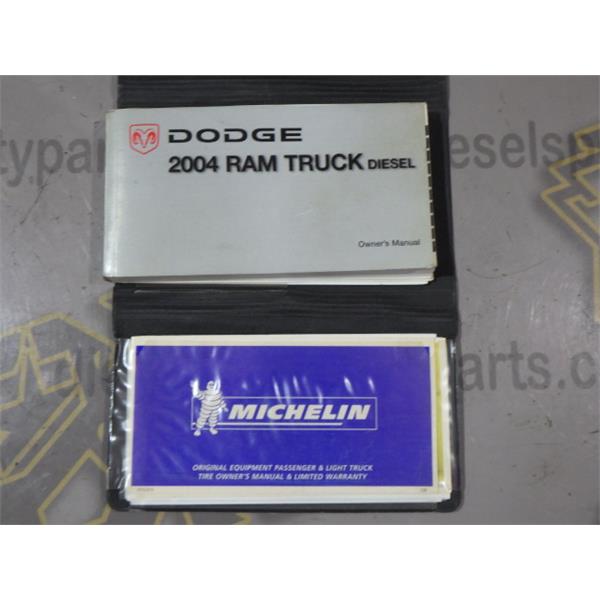 DODGE
2004 RAM TRUCK DIESEL
Owner's Manual
MICHELIN
ORIGINAL EQUIPMENT PASSENGER & LIGHT TRUCK
TIRE OWNER'S MANUAL & LIMITED WARRANTY